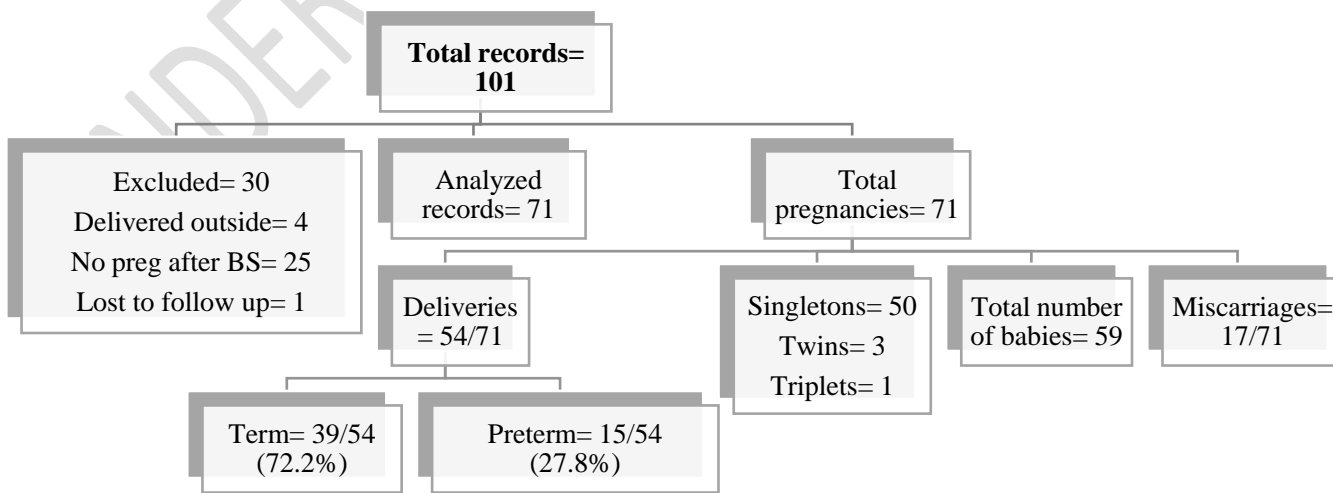 Total records=
101
Excluded= 30
Delivered outside= 4
No preg after BS= 25
Lost to follow up= 1
Analyzed
records= 71
Total
pregnancies= 71
Deliveries
= 54/71
Singletons= 50
Twins= 3
Triplets= 1
Total number
of babies= 59
Miscarriages=
17/71
Term= 39/54
(72.2%)
Preterm= 15/54
(27.8%)